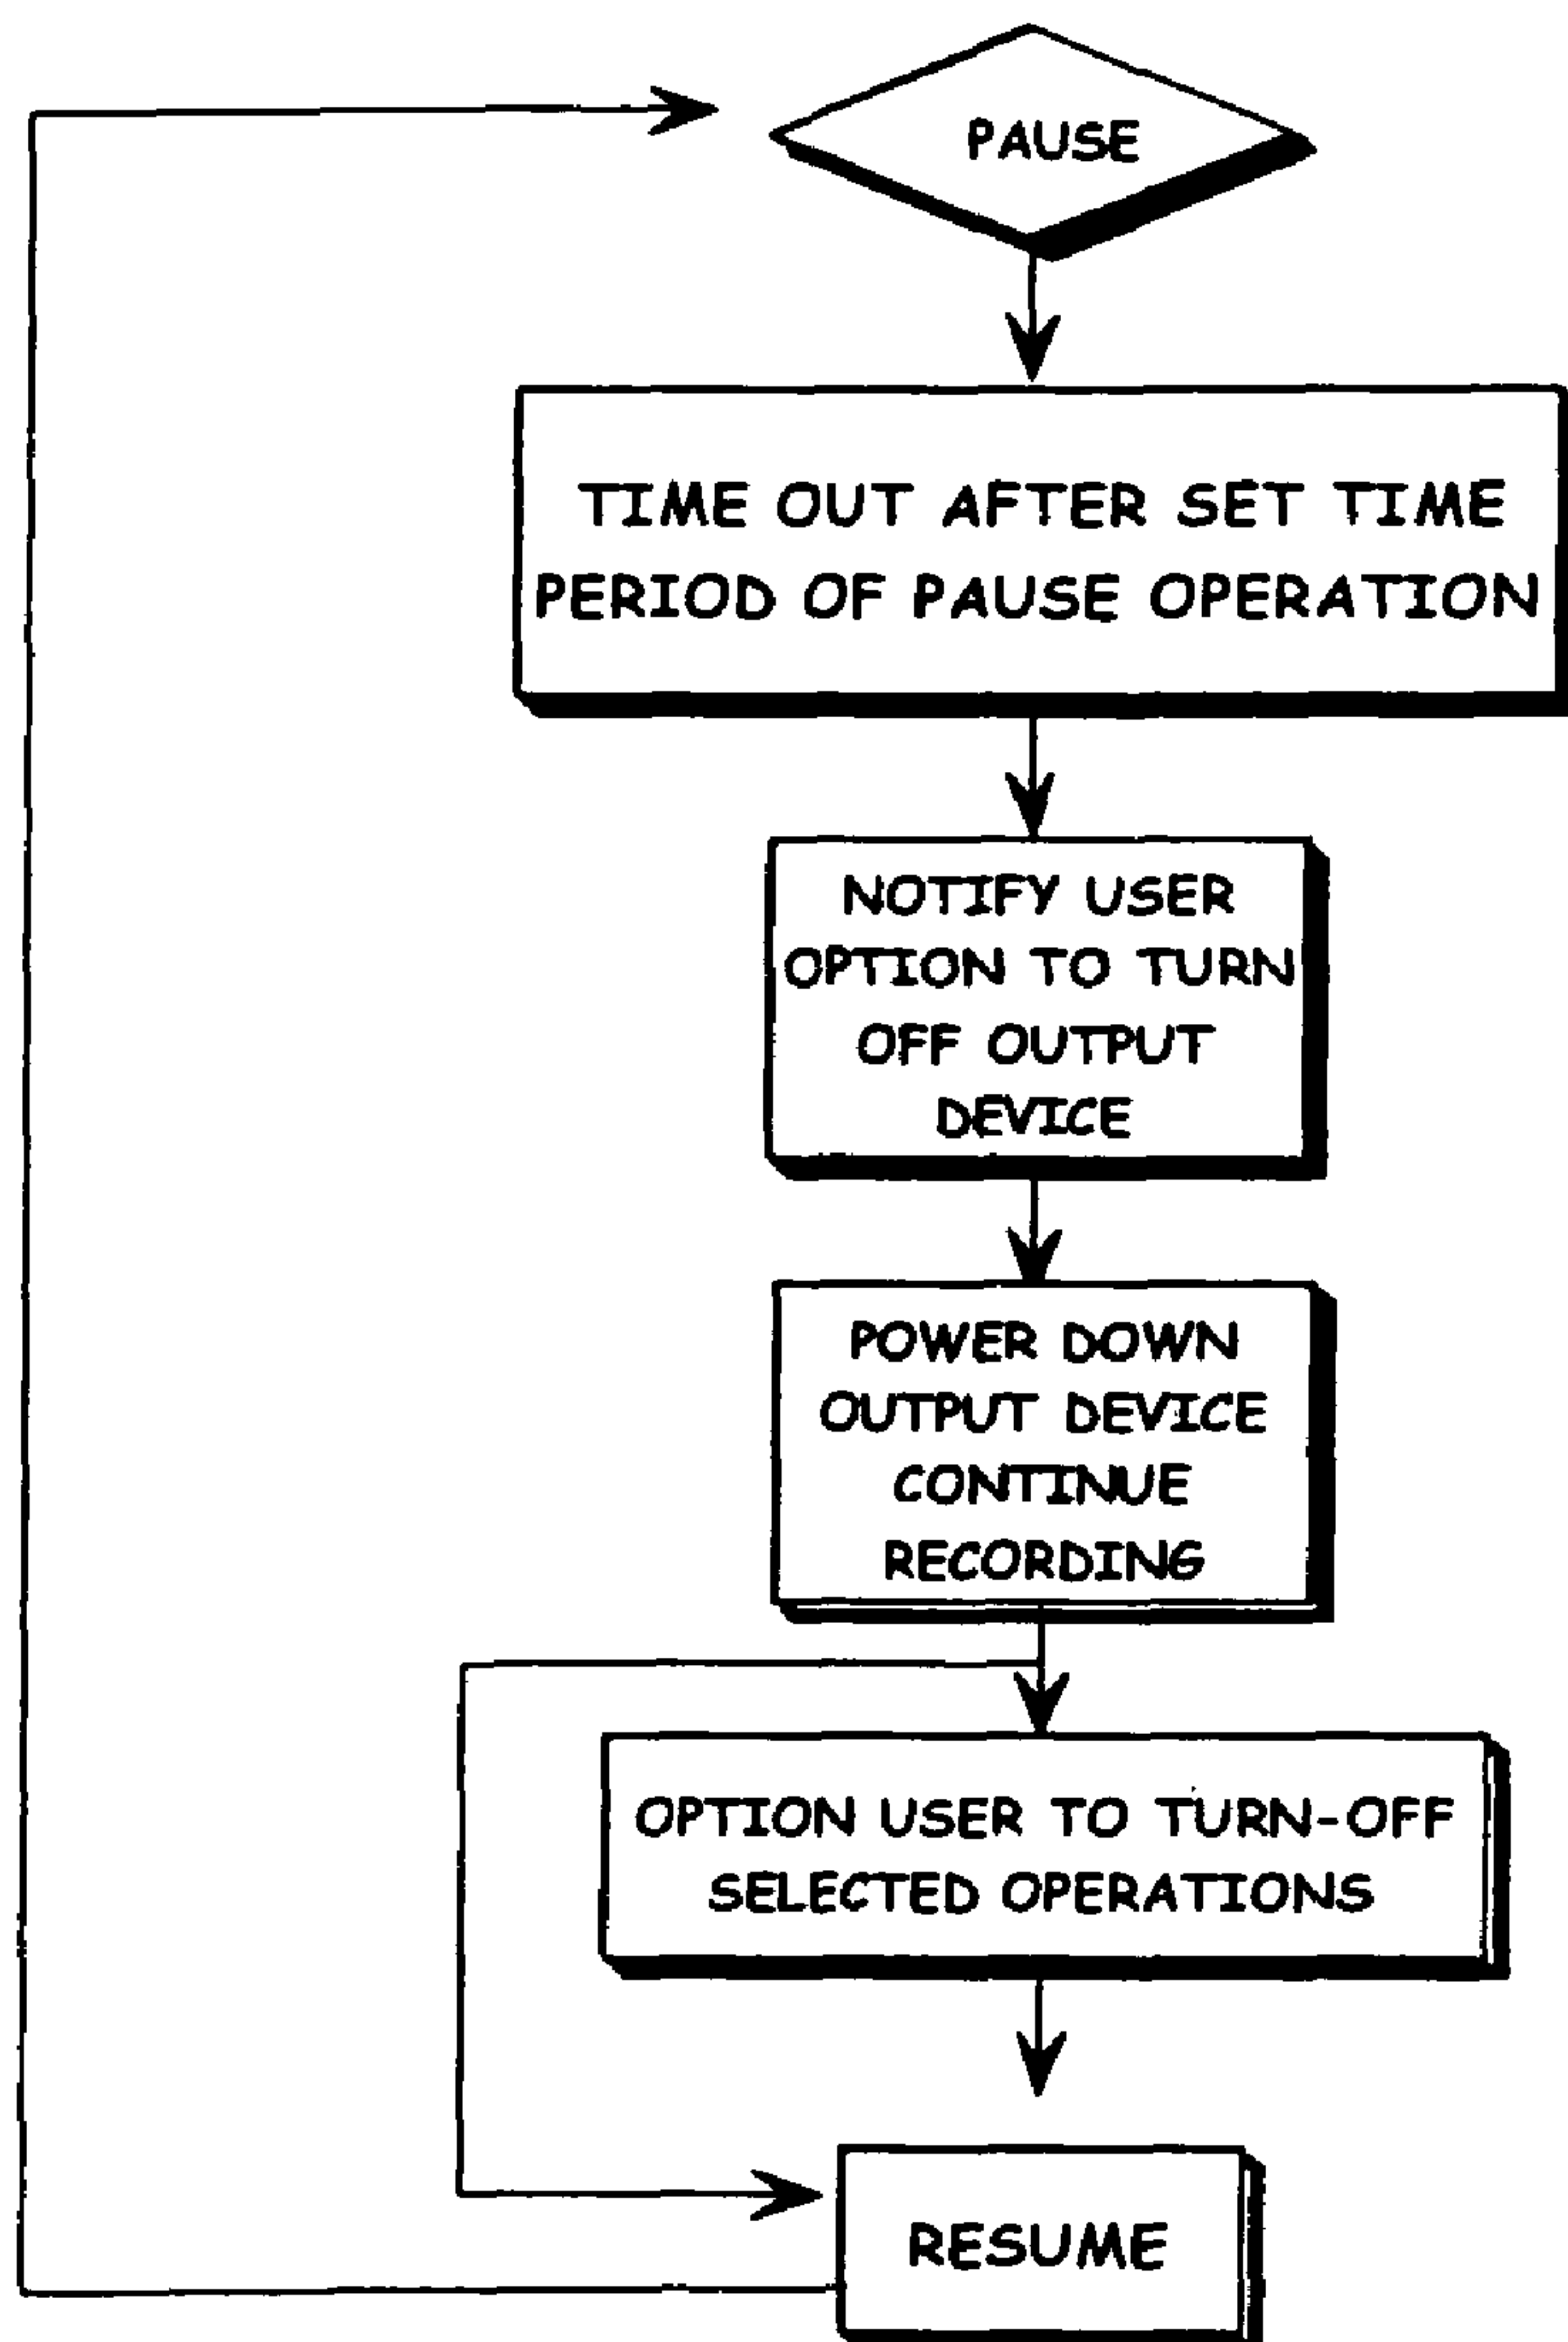 PAUSE
TIME OUT AFTER SET TIME
PERIOD OF PAUSE OPERATION
NOTIFY USER
OPTION TO TURN
OFF OUTPUT
DEVICE
POWER DOWN
OUTPUT DEVICE
CONTINUE
RECORDING
OPTION USER TO TURN-OFF
SELECTED OPERATIONS
RESUME